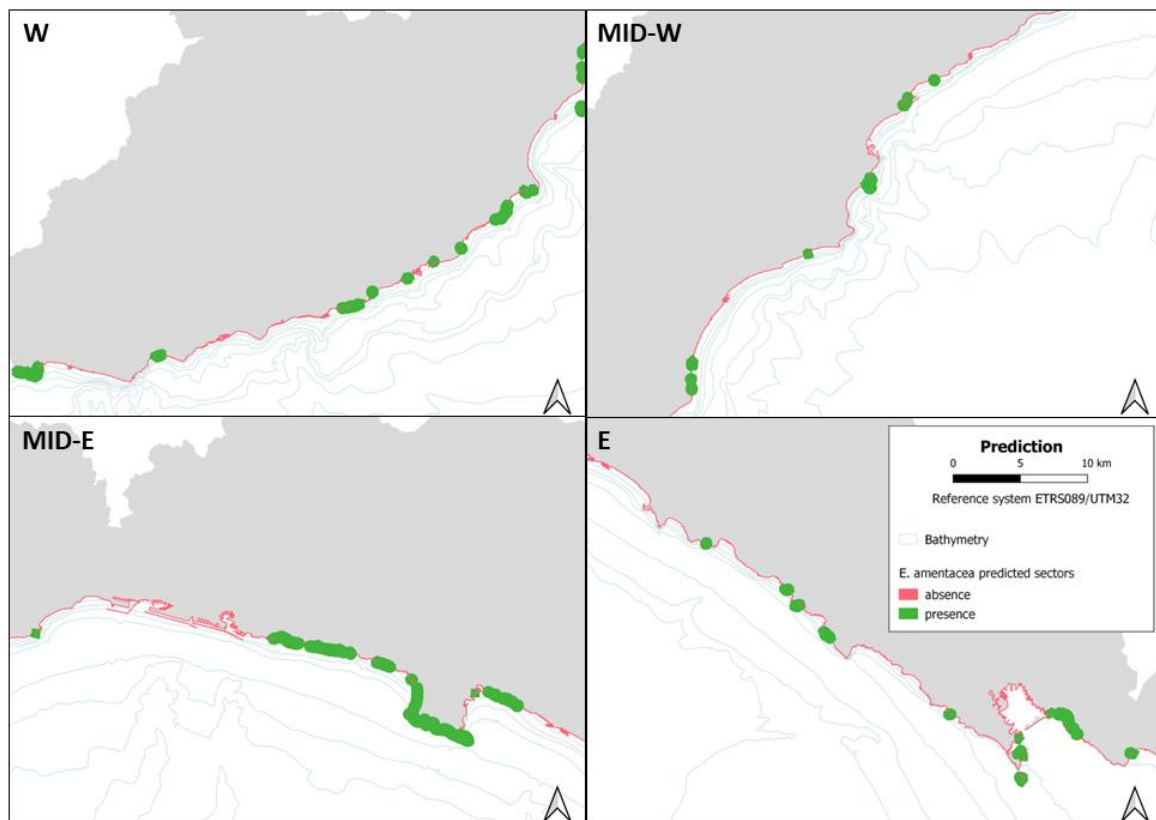 W
MID-W
MID-E
E
Prediction
0 5 10 km
Reference system ETRS089/UTM32
Bathymetry
E. amentacea predicted sectors
absence
presence